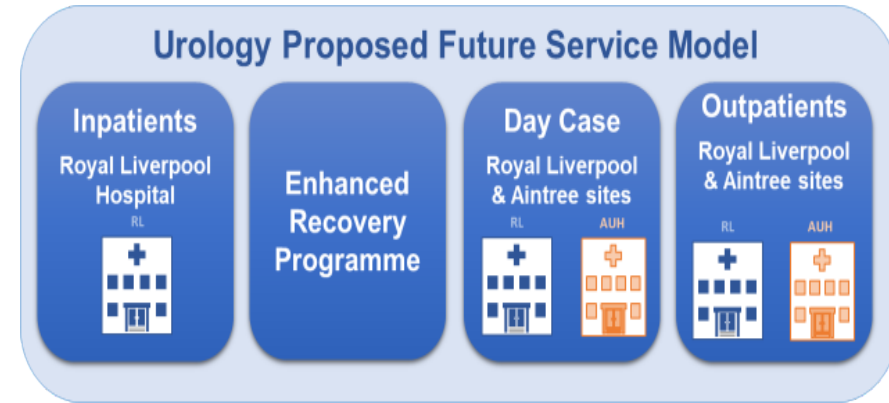 Urology Proposed Future Service Model
Inpatients
Royal Liverpool
Hospital
RL
Enhanced
Recovery
Programme
Day Case
Royal Liverpool
& Aintree sites
RL
AUH
Outpatients
Royal Liverpool
& Aintree sites
RL
AUH